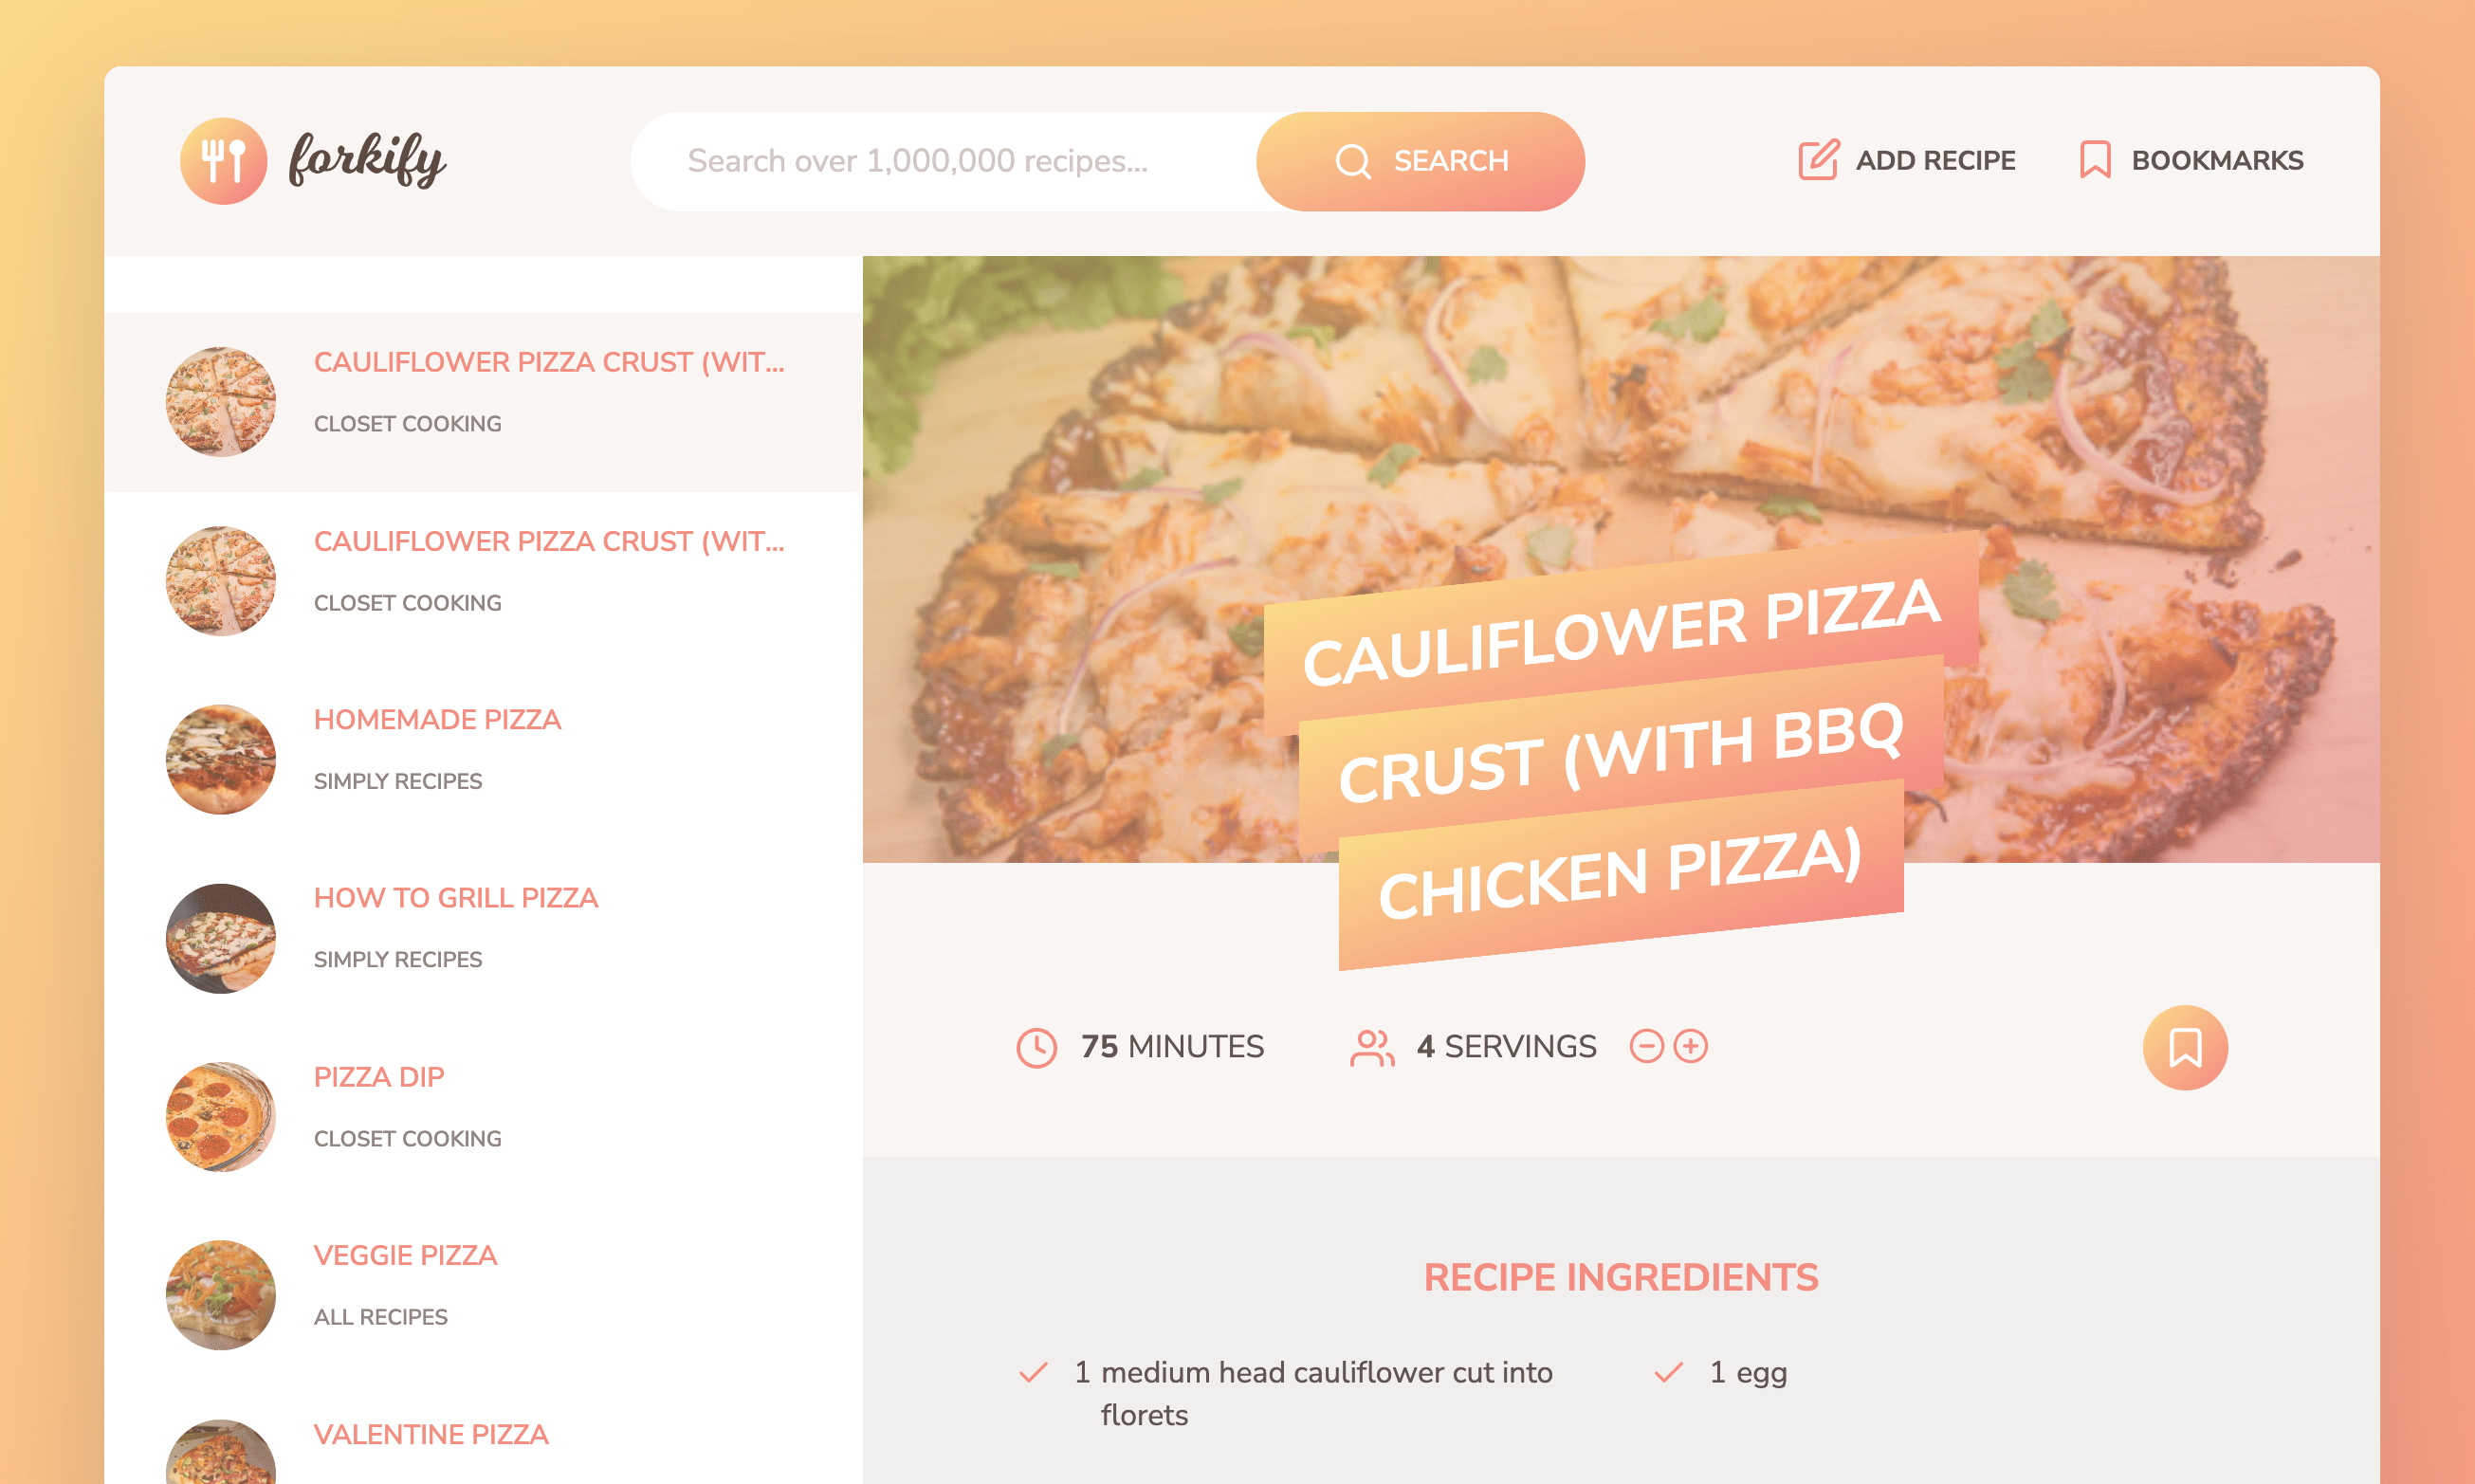 forkify
Search over 1,000,000 recipes...
SEARCH
ADD RECIPE
BOOKMARKS
CAULIFLOWER PIZZA CRUST (WIT...
CLOSET COOKING
CAULIFLOWER PIZZA CRUST (WIT...
CLOSET COOKING
HOMEMADE PIZZA
SIMPLY RECIPES
HOW TO GRILL PIZZA
SIMPLY RECIPES
PIZZA DIP
CLOSET COOKING
VEGGIE PIZZA
ALL RECIPES
VALENTINE PIZZA
CAULIFLOWER PIZZA
CRUST (WITH BBQ
CHICKEN PIZZA)
75 MINUTES
4 SERVINGS
RECIPE INGREDIENTS
1 medium head cauliflower cut into
florets
1 egg